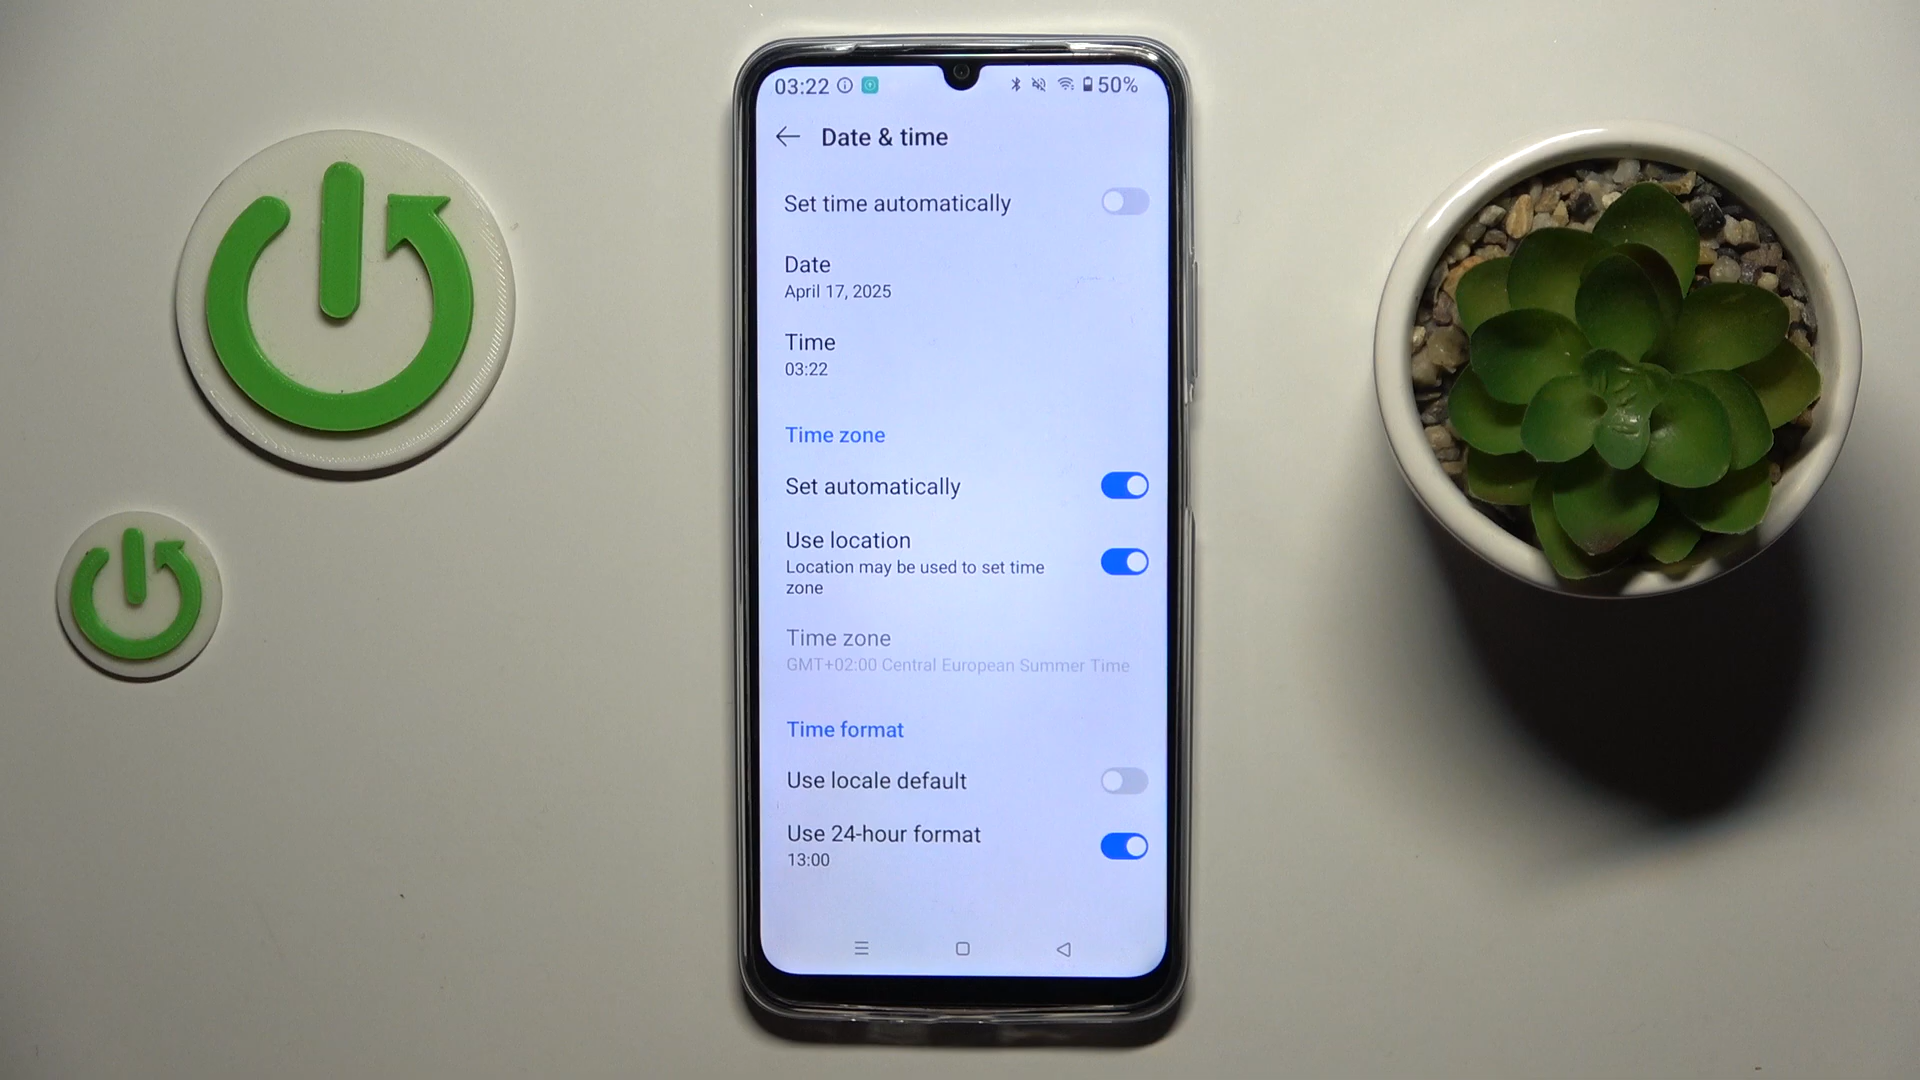 03:22 50%
Date & time
Set time automatically
Date
April 17, 2025
Time
03:22
Time zone
Set automatically
Use location
Location may be used to set time
zone
Time zone
GMT+02:00 Central European Summer Time
Time format
Use locale default
Use 24-hour format
13:00